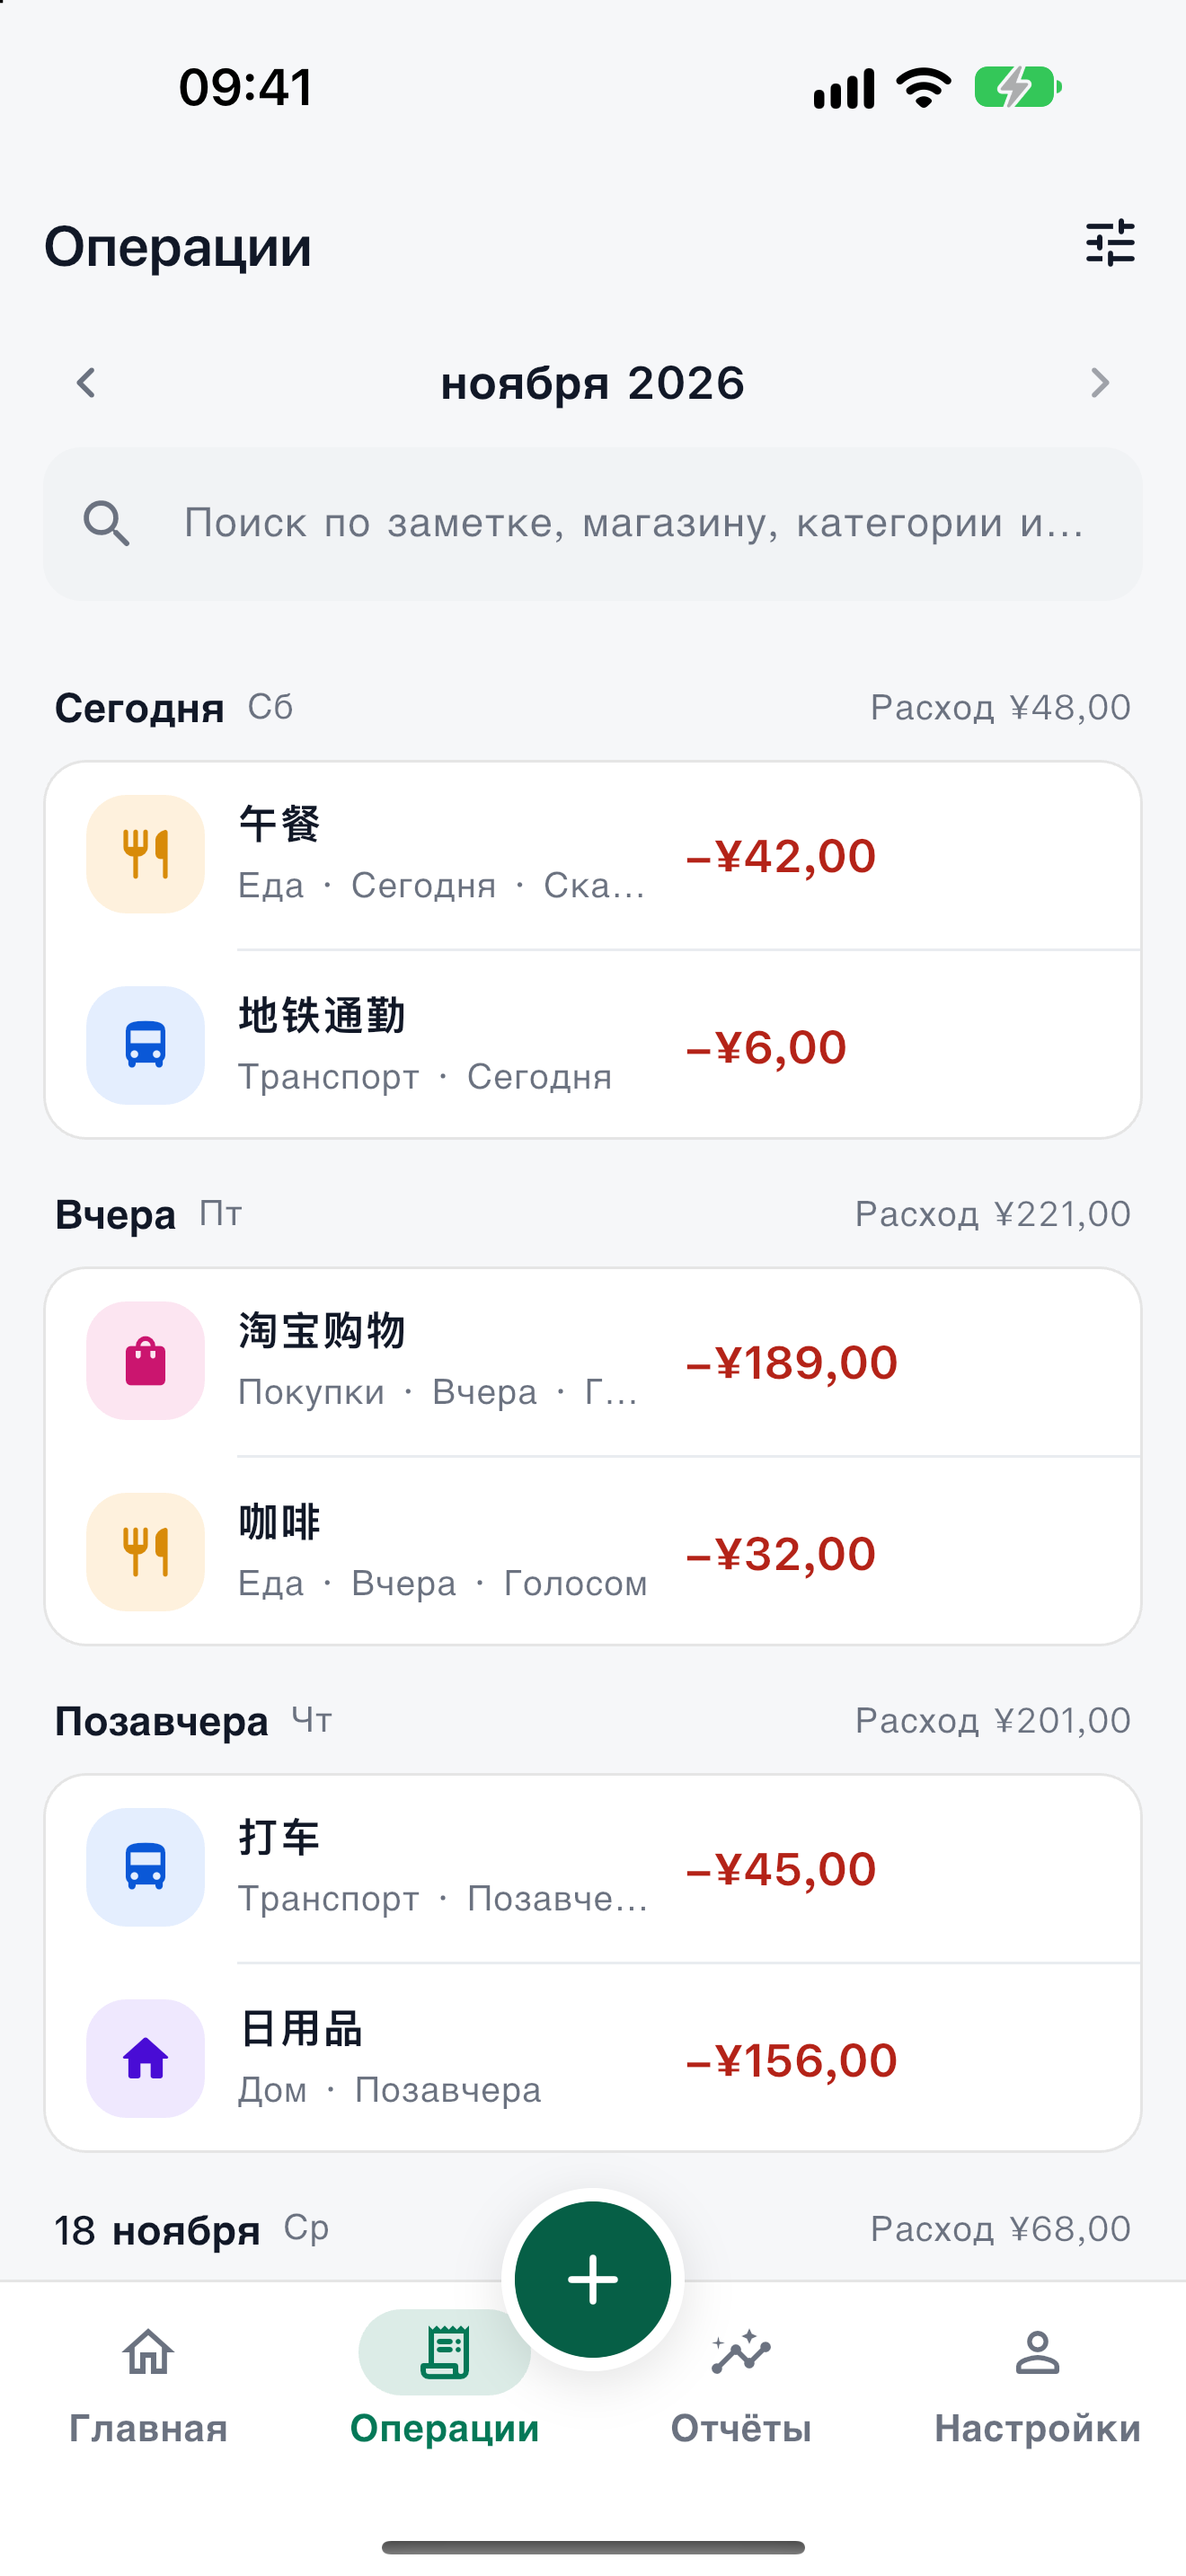 09:41
Операции
ноября 2026
Поиск по заметке, магазину, категории и...
Сегодня Сб Расход ¥48,00
午餐
Еда · Сегодня · Ска...
–¥42,00
地铁通勤
Транспорт · Сегодня
–¥6,00
Вчера Пт Расход ¥221,00
淘宝购物
Покупки · Вчера · Г...
–¥189,00
咖啡
Еда · Вчера · Голосом
–¥32,00
Позавчера Чт Расход ¥201,00
打车
Транспорт · Позавче...
–¥45,00
日用品
Дом · Позавчера
–¥156,00
18 ноября Ср Расход ¥68,00
Главная Операции Отчёты Настройки